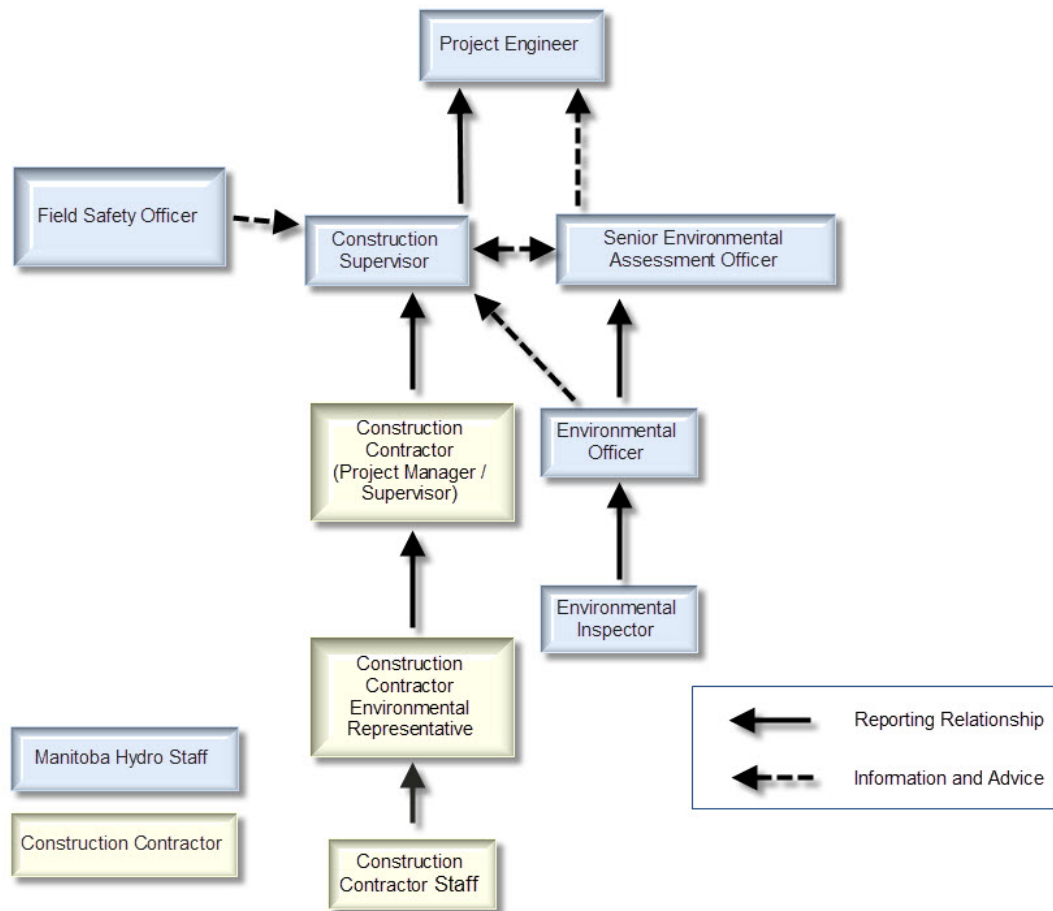 Project Engineer
Field Safety Officer
Construction
Supervisor
Senior Environmental
Assessment Officer
Construction
Contractor
(Project Manager /
Supervisor)
Environmental
Officer
Environmental
Inspector
Construction
Contractor
Environmental
Representative
Construction
Contractor Staff
Manitoba Hydro Staff
Construction Contractor
Reporting Relationship
Information and Advice